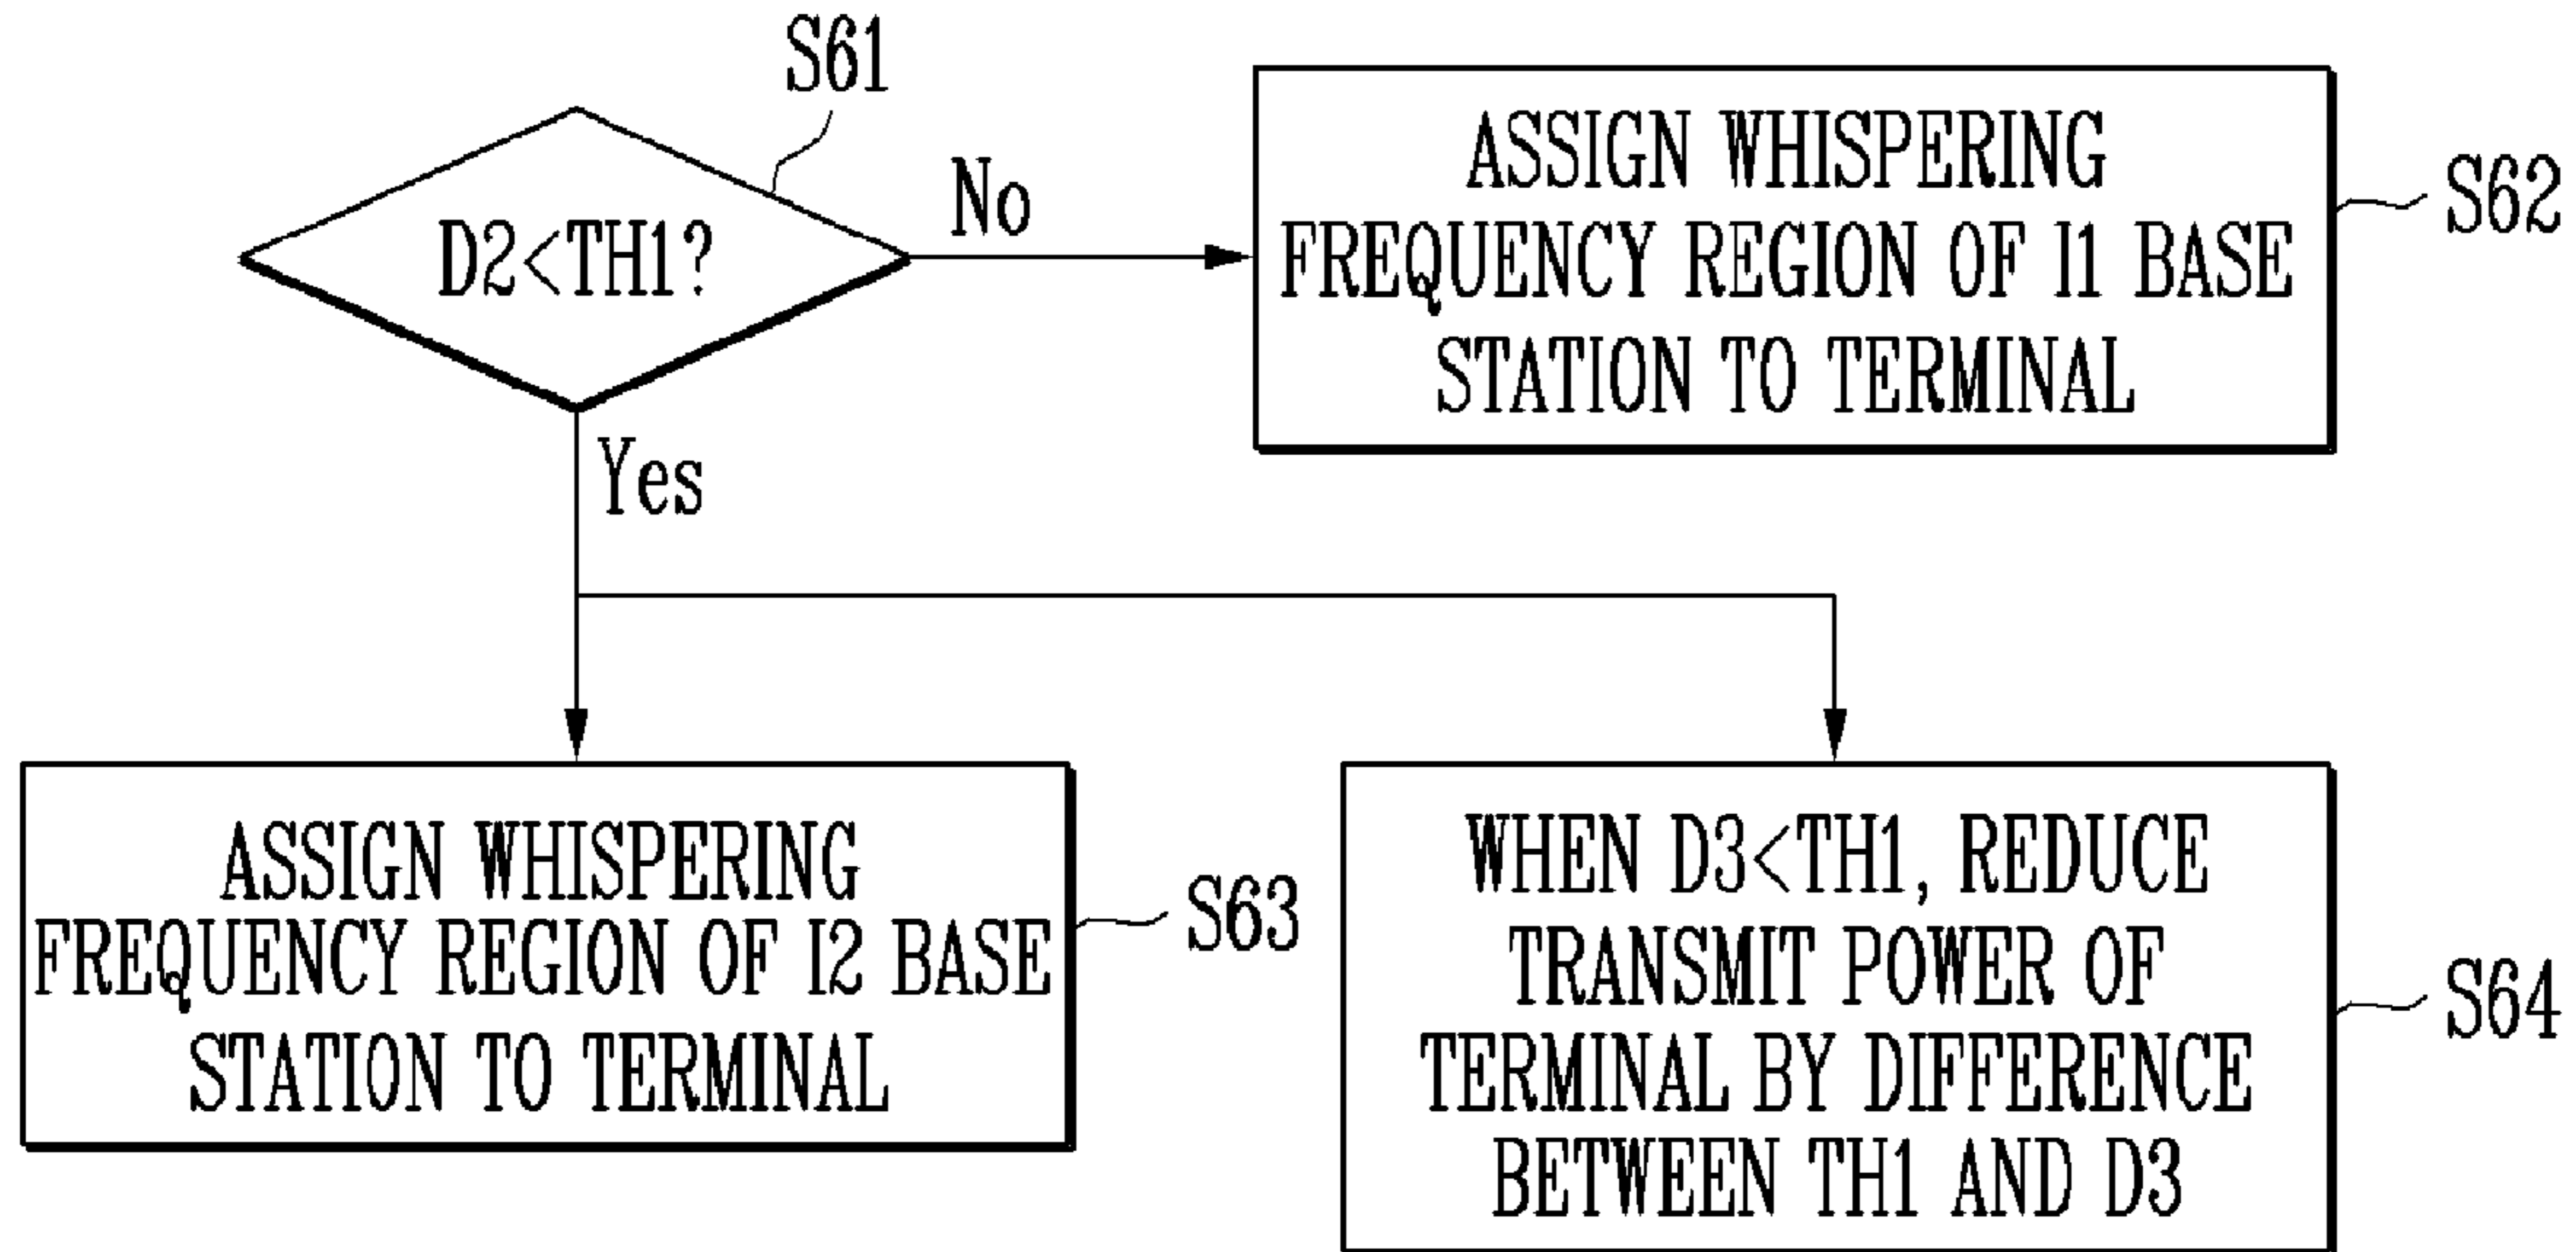 S61
D2<TH1?
No
ASSIGN WHISPERING
FREQUENCY REGION OF I1 BASE
STATION TO TERMINAL
S62
Yes
ASSIGN WHISPERING
FREQUENCY REGION OF I2 BASE
STATION TO TERMINAL
S63
WHEN D3<TH1, REDUCE
TRANSMIT POWER OF
TERMINAL BY DIFFERENCE
BETWEEN TH1 AND D3
S64